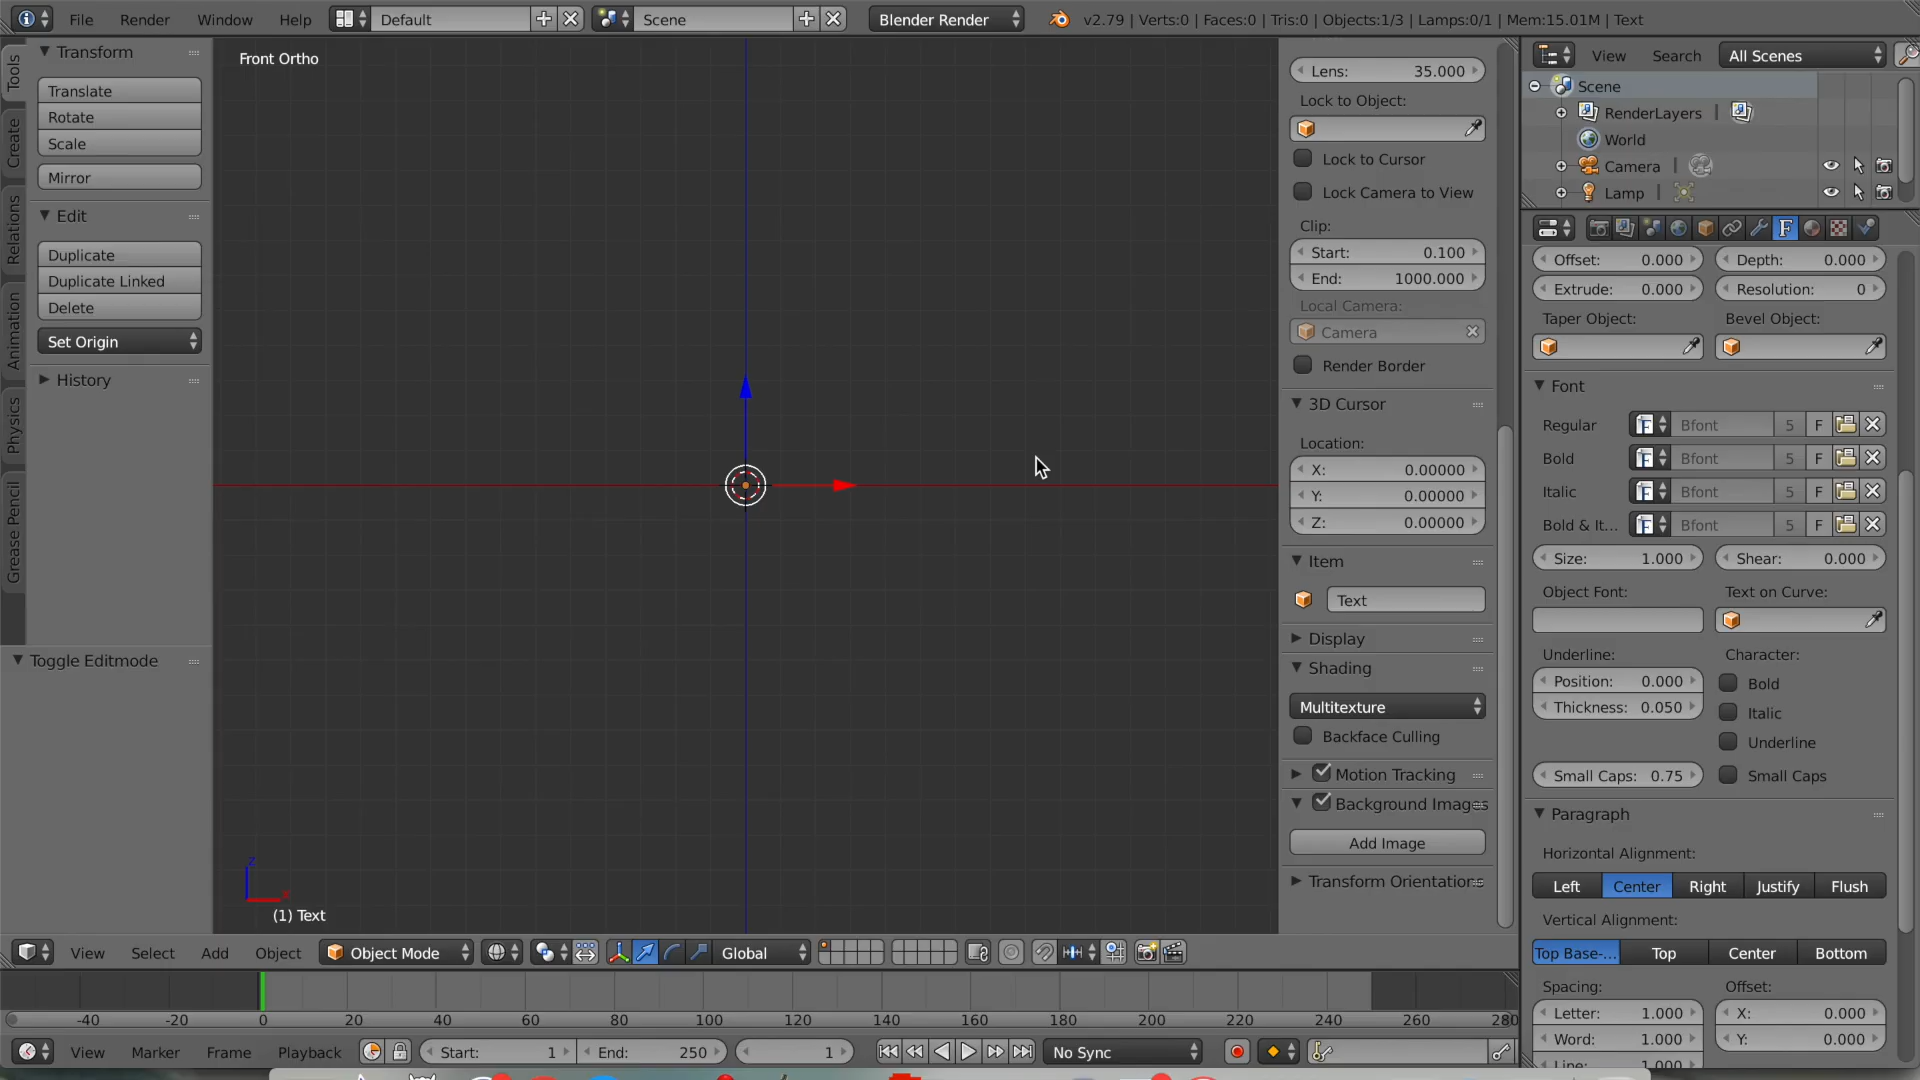 File Render Window Help Default Scene Blender Render v2.79 | Verts:0 | Faces:0 | Tris:0 | Objects:1/3 | Lamps:0/1 | Mem:15.01M | Text
Tools
Create
Relations
Animation
Physics
Grease Pencil
Transform
Translate
Rotate
Scale
Mirror
Edit
Duplicate
Duplicate Linked
Delete
Set Origin
History
Toggle Editmode
Front Ortho
z
x
(1) Text
Lens: 35.000
Lock to Object:
Lock to Cursor
Lock Camera to View
Clip:
Start: 0.100
End: 1000.000
Local Camera:
Camera
Render Border
3D Cursor
Location:
X: 0.00000
Y: 0.00000
Z: 0.00000
Item
Text
Display
Shading
Multitexture
Backface Culling
Motion Tracking
Background Images
Add Image
Transform Orientations
View Search All Scenes
Scene
RenderLayers |
World
Camera |
Lamp |
Offset: 0.000 Depth: 0.000
Extrude: 0.000 Resolution: 0
Taper Object: Bevel Object:
Font
Regular F Bfont 5 F
Bold F Bfont 5 F
Italic F Bfont 5 F
Bold & It... F Bfont 5 F
Size: 1.000 Shear: 0.000
Object Font: Text on Curve:
Underline: Character:
Position: 0.000 Bold
Thickness: 0.050 Italic
Underline
Small Caps: 0.75 Small Caps
Paragraph
Horizontal Alignment:
Left Center Right Justify Flush
Vertical Alignment:
Top Base-... Top Center Bottom
Spacing: Offset:
Letter: 1.000 X: 0.000
Word: 1.000 Y: 0.000
Line: 1.000
View Select Add Object Object Mode Global
-40 -20 0 20 40 60 80 100 120 140 160 180 200 220 240 260 280
View Marker Frame Playback Start: 1 End: 250 1 No Sync